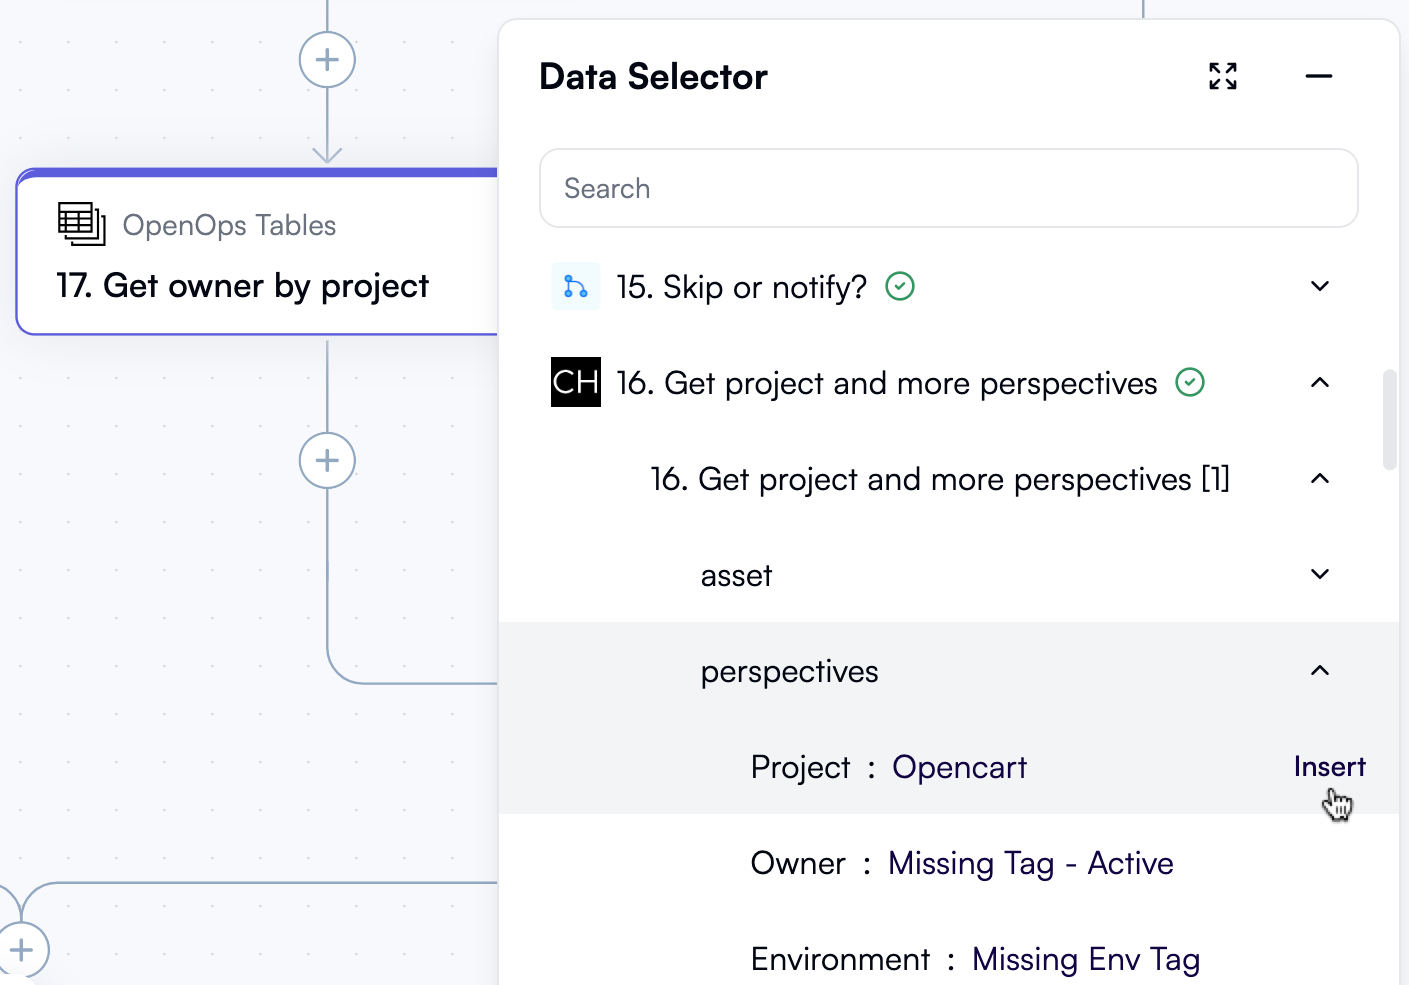 Data Selector
Search
OpenOps Tables
17. Get owner by project
15. Skip or notify?
CH 16. Get project and more perspectives
16. Get project and more perspectives [1]
asset
perspectives
Project : Opencart Insert
Owner : Missing Tag - Active
Environment : Missing Env Tag